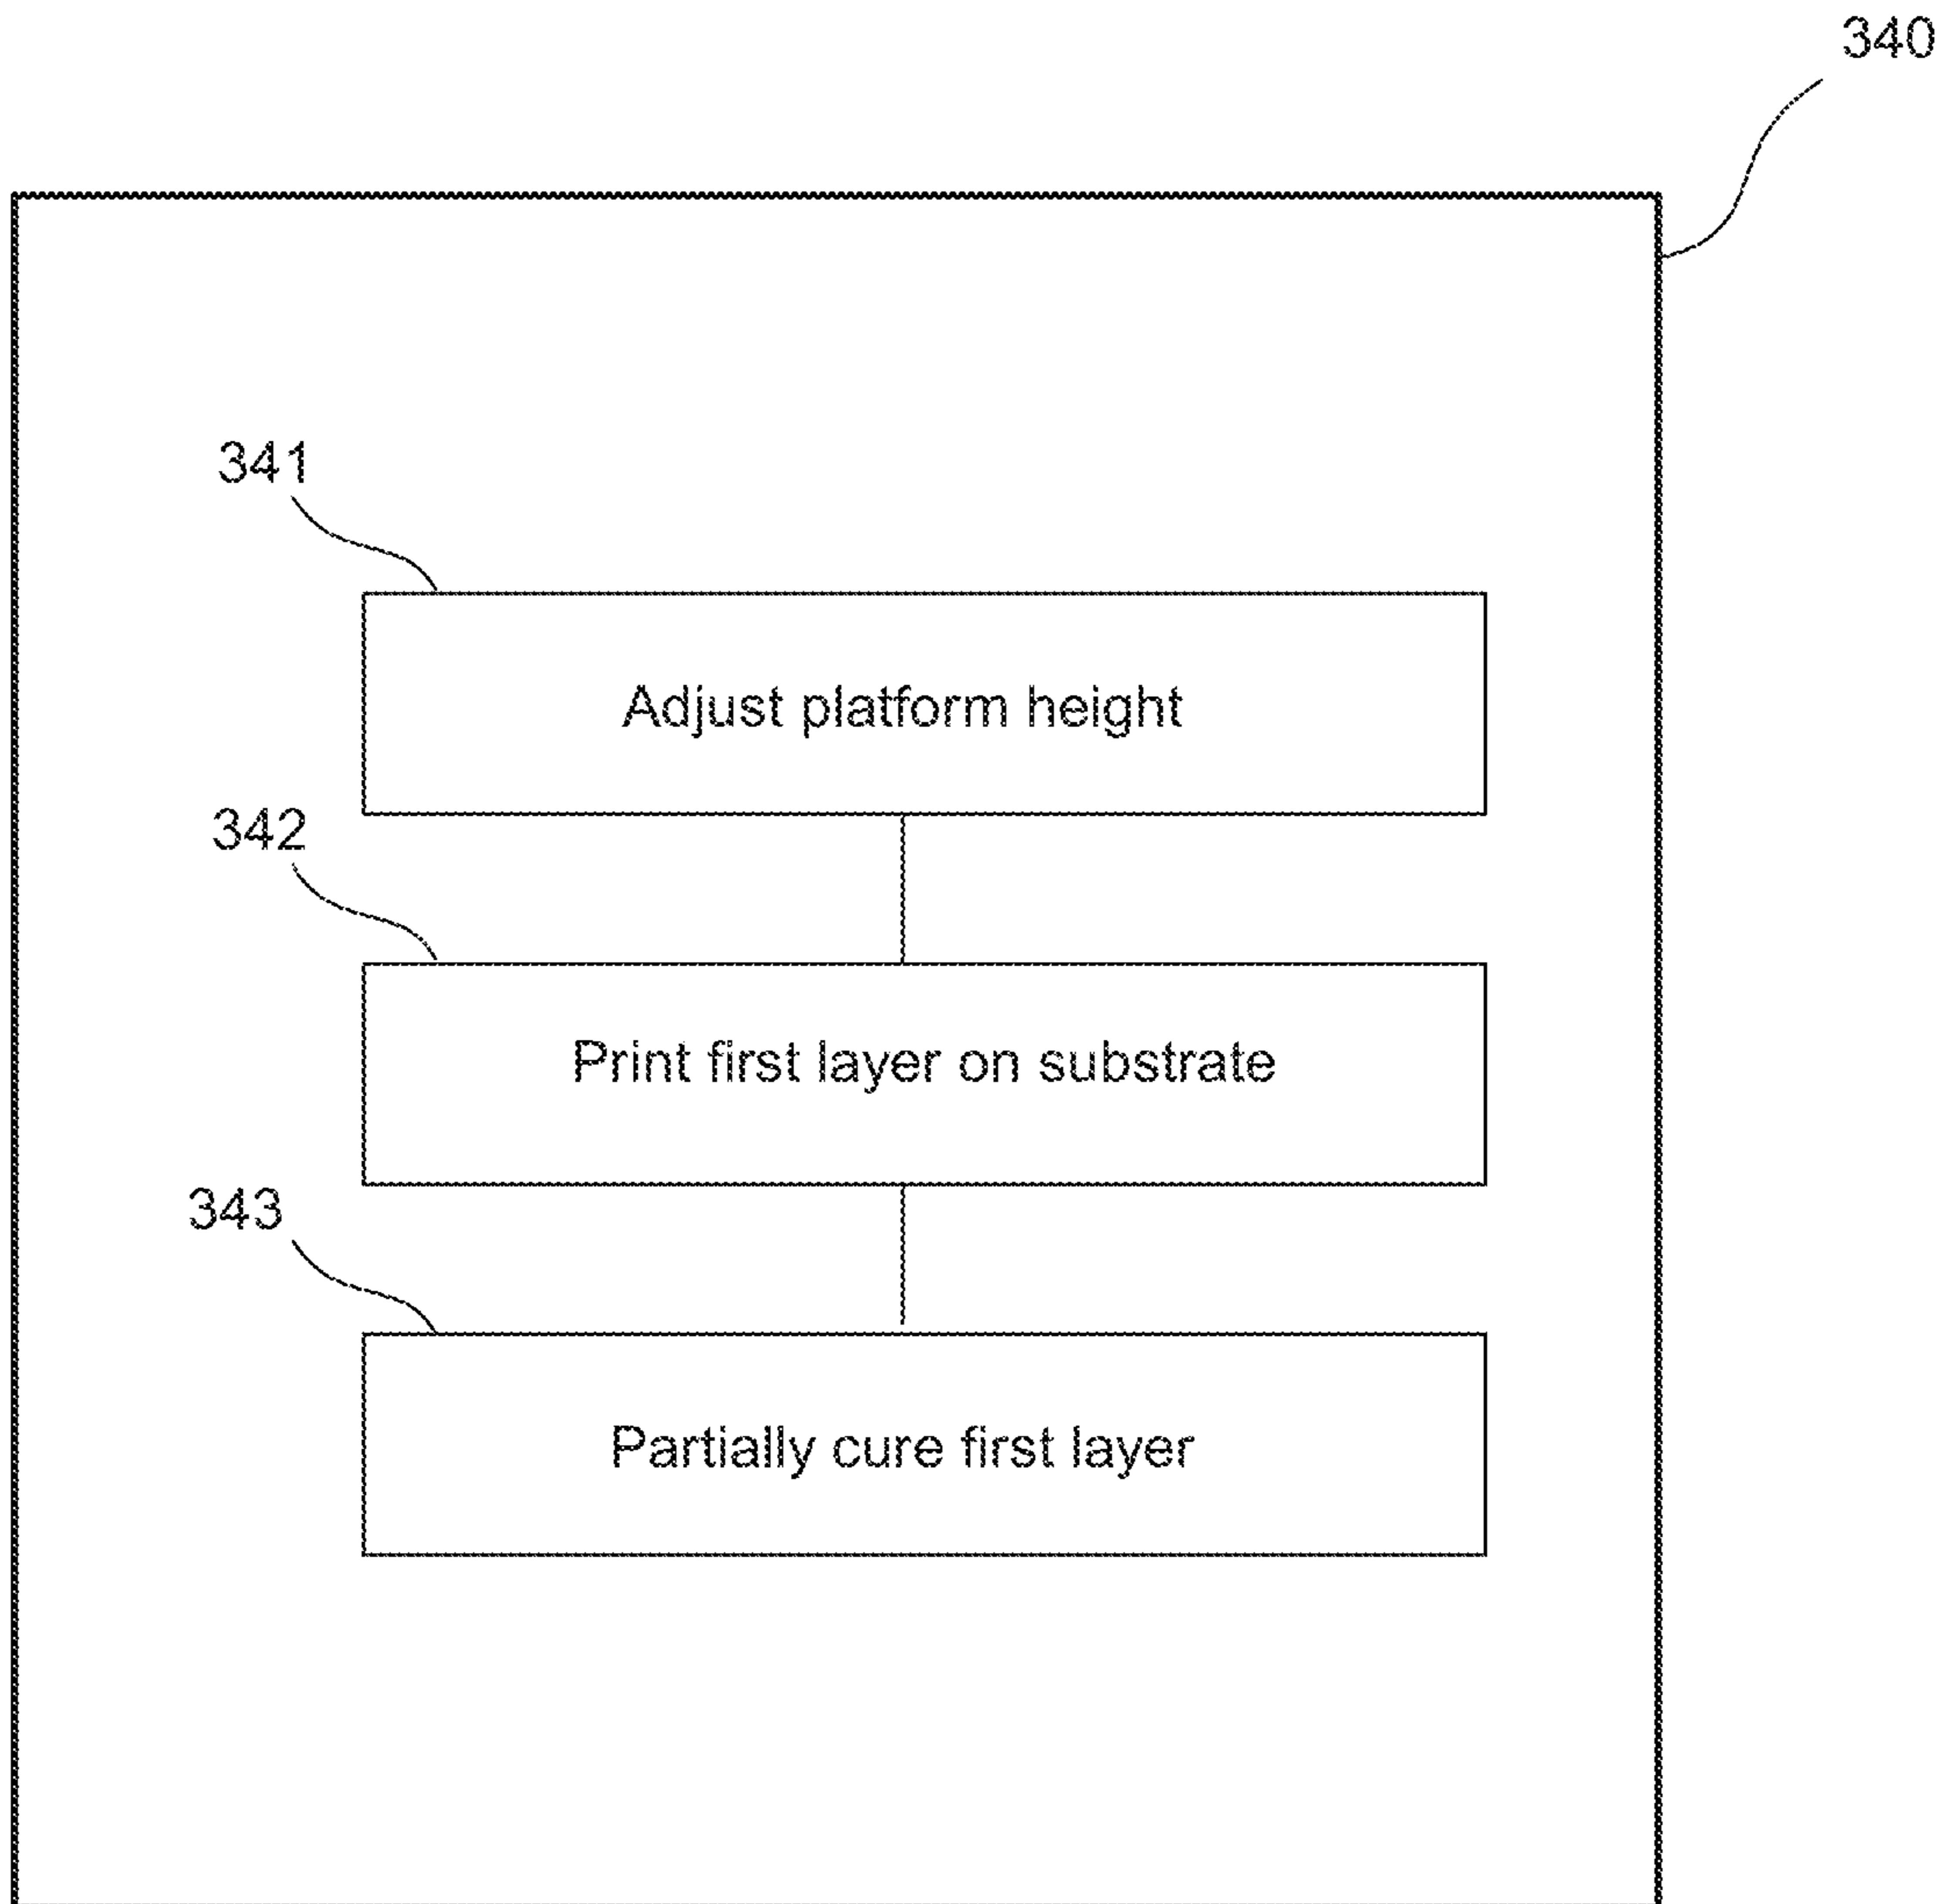 340
341
Adjust platform height
342
Print first layer on substrate
343
Partially cure first layer